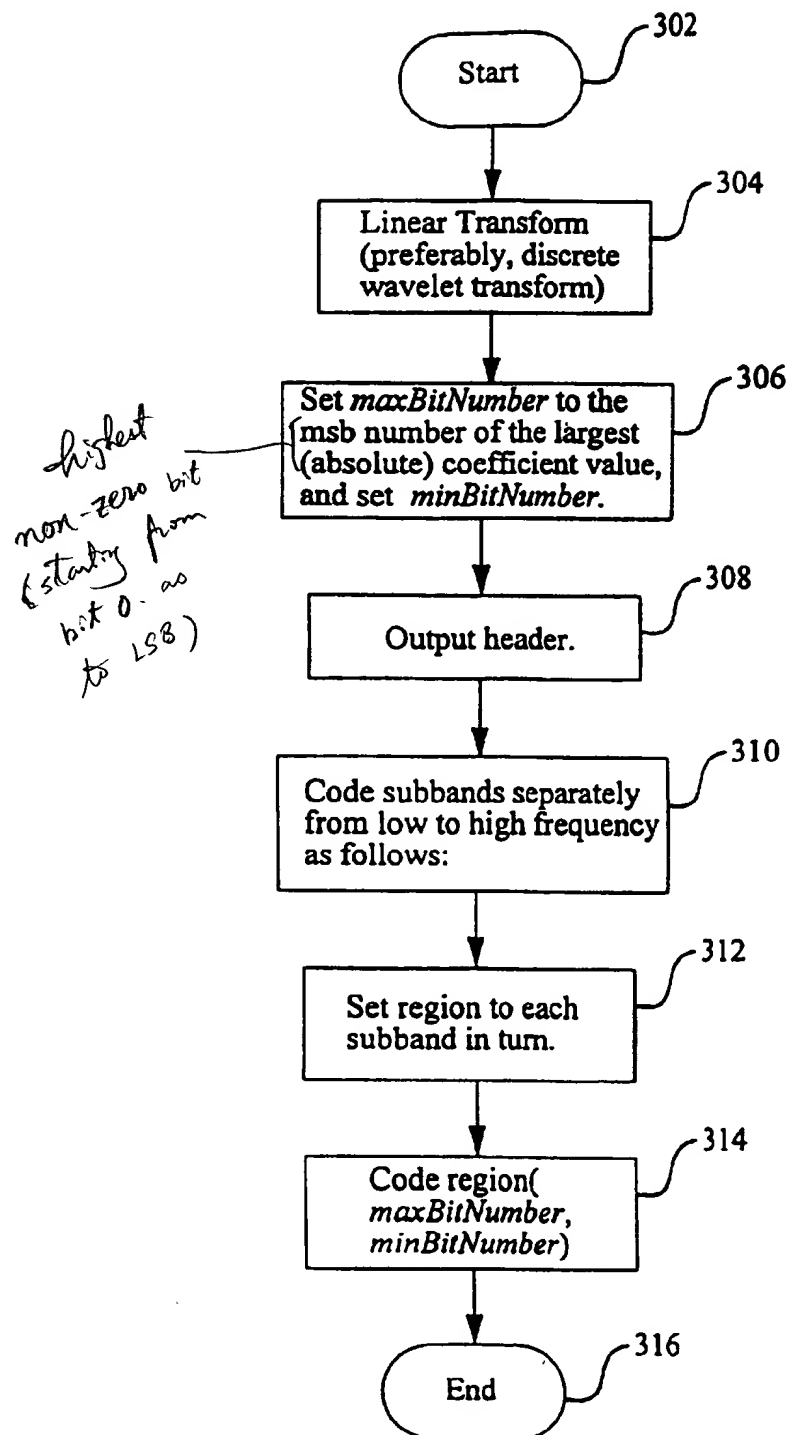 302
Start
304
Linear Transform
(preferably, discrete
wavelet transform)
306
Set maxBitNumber to the
msb number of the largest
(absolute) coefficient value,
and set minBitNumber.
highest
non-zero bit
(starting from
bit 0. as
to LSB)
308
Output header.
310
Code subbands separately
from low to high frequency
as follows:
312
Set region to each
subband in turn.
314
Code region(
maxBitNumber,
minBitNumber)
316
End